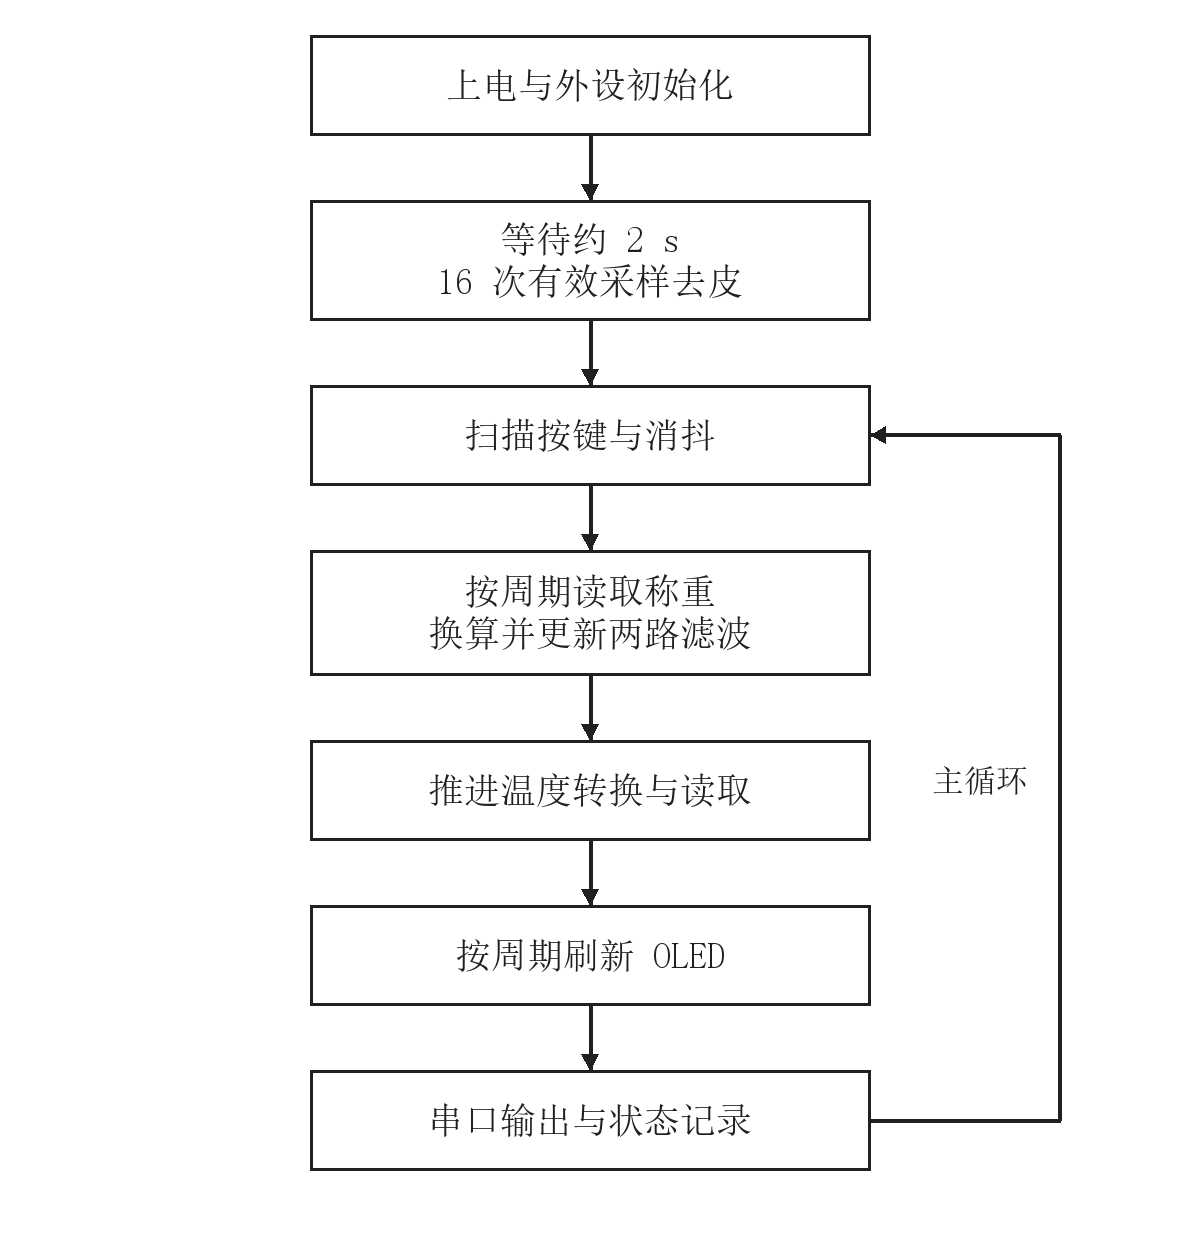 上电与外设初始化
等待约 2 s
16 次有效采样去皮
扫描按键与消抖
按周期读取称重
换算并更新两路滤波
推进温度转换与读取
主循环
按周期刷新 OLED
串口输出与状态记录